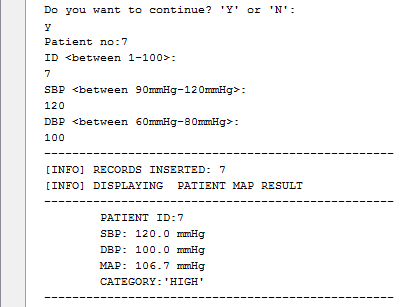 Do you want to continue? 'Y' or 'N':
y
Patient no:7
ID <between 1-100>:
7
SBP <between 90mmHg-120mmHg>:
120
DBP <between 60mmHg-80mmHg>:
100
--------------------------------------------------
[INFO] RECORDS INSERTED: 7
[INFO] DISPLAYING  PATIENT MAP RESULT
--------------------------------------------------
PATIENT ID:7
SBP: 120.0 mmHg
DBP: 100.0 mmHg
MAP: 106.7 mmHg
CATEGORY:'HIGH'
--------------------------------------------------